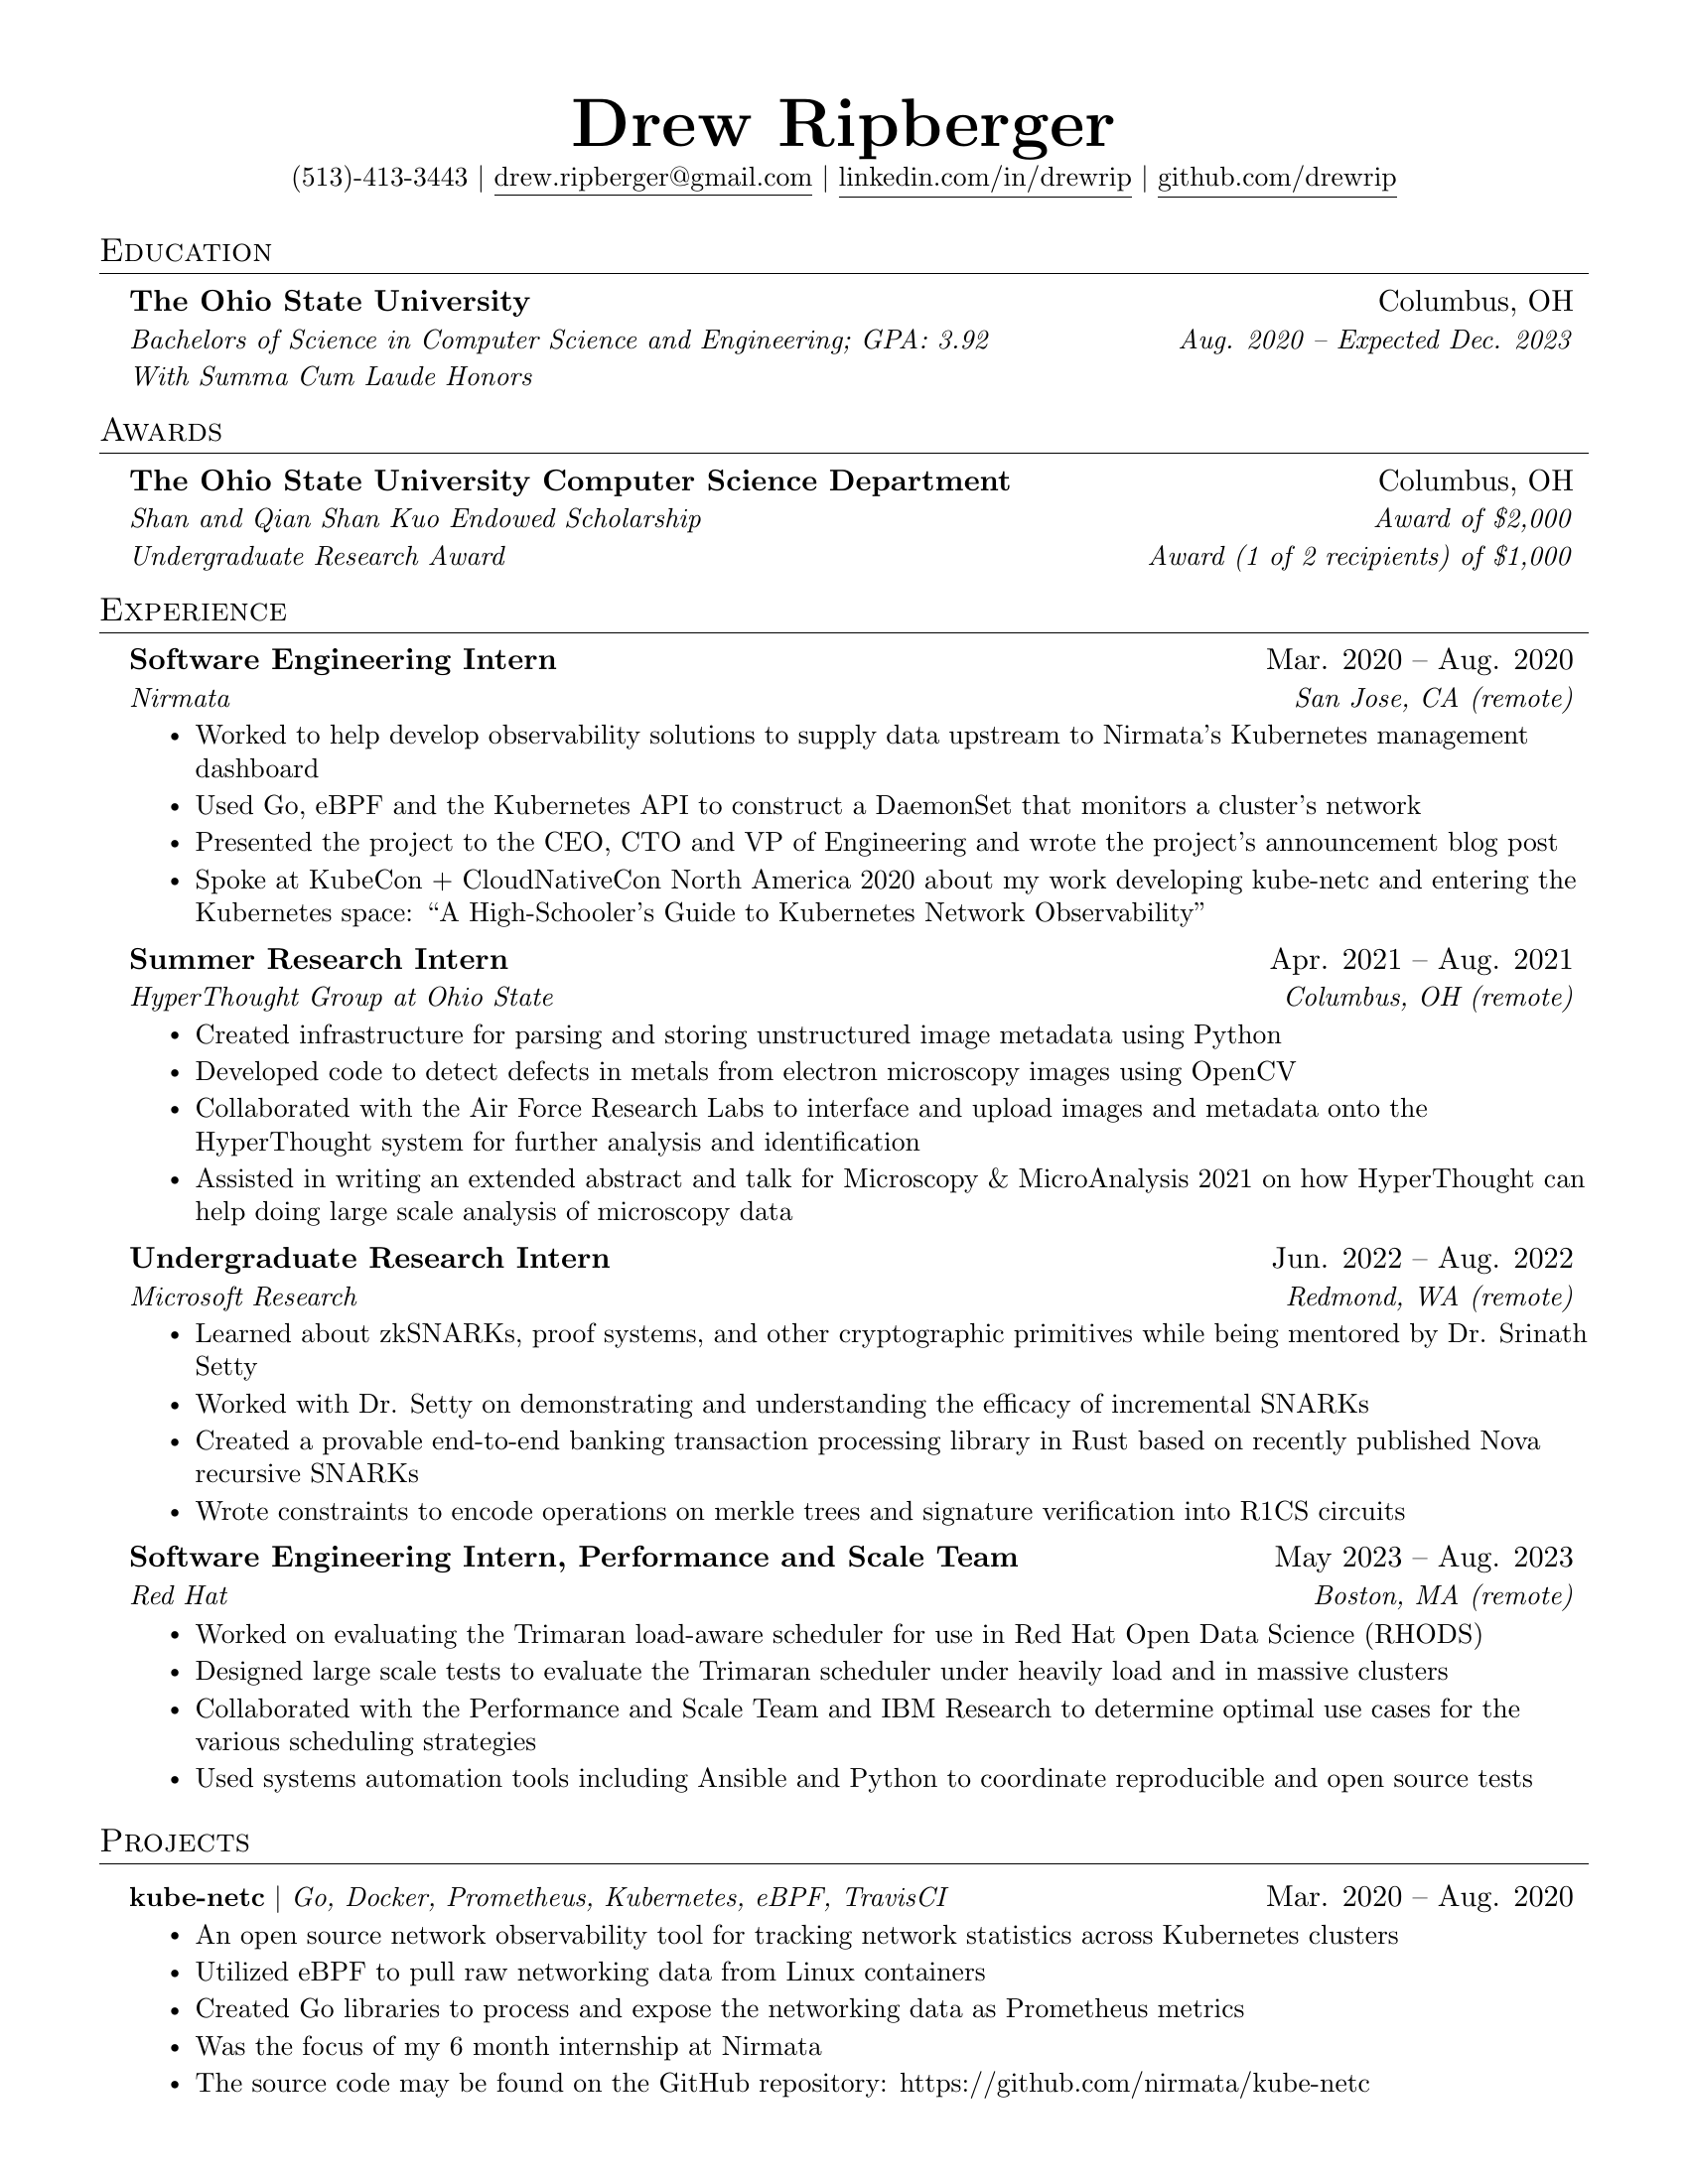 Drew Ripberger
(513)-413-3443 | drew.ripberger@gmail.com | linkedin.com/in/drewrip | github.com/drewrip
Education
The Ohio State University Columbus, OH
Bachelors of Science in Computer Science and Engineering; GPA: 3.92 Aug. 2020 – Expected Dec. 2023
With Summa Cum Laude Honors
Awards
The Ohio State University Computer Science Department Columbus, OH
Shan and Qian Shan Kuo Endowed Scholarship Award of $2,000
Undergraduate Research Award Award (1 of 2 recipients) of $1,000
Experience
Software Engineering Intern Mar. 2020 – Aug. 2020
Nirmata San Jose, CA (remote)
• Worked to help develop observability solutions to supply data upstream to Nirmata's Kubernetes management
dashboard
• Used Go, eBPF and the Kubernetes API to construct a DaemonSet that monitors a cluster's network
• Presented the project to the CEO, CTO and VP of Engineering and wrote the project's announcement blog post
• Spoke at KubeCon + CloudNativeCon North America 2020 about my work developing kube-netc and entering the
Kubernetes space: “A High-Schooler's Guide to Kubernetes Network Observability”
Summer Research Intern Apr. 2021 – Aug. 2021
HyperThought Group at Ohio State Columbus, OH (remote)
• Created infrastructure for parsing and storing unstructured image metadata using Python
• Developed code to detect defects in metals from electron microscopy images using OpenCV
• Collaborated with the Air Force Research Labs to interface and upload images and metadata onto the
HyperThought system for further analysis and identification
• Assisted in writing an extended abstract and talk for Microscopy & MicroAnalysis 2021 on how HyperThought can
help doing large scale analysis of microscopy data
Undergraduate Research Intern Jun. 2022 – Aug. 2022
Microsoft Research Redmond, WA (remote)
• Learned about zkSNARKs, proof systems, and other cryptographic primitives while being mentored by Dr. Srinath
Setty
• Worked with Dr. Setty on demonstrating and understanding the efficacy of incremental SNARKs
• Created a provable end-to-end banking transaction processing library in Rust based on recently published Nova
recursive SNARKs
• Wrote constraints to encode operations on merkle trees and signature verification into R1CS circuits
Software Engineering Intern, Performance and Scale Team May 2023 – Aug. 2023
Red Hat Boston, MA (remote)
• Worked on evaluating the Trimaran load-aware scheduler for use in Red Hat Open Data Science (RHODS)
• Designed large scale tests to evaluate the Trimaran scheduler under heavily load and in massive clusters
• Collaborated with the Performance and Scale Team and IBM Research to determine optimal use cases for the
various scheduling strategies
• Used systems automation tools including Ansible and Python to coordinate reproducible and open source tests
Projects
kube-netc | Go, Docker, Prometheus, Kubernetes, eBPF, TravisCI Mar. 2020 – Aug. 2020
• An open source network observability tool for tracking network statistics across Kubernetes clusters
• Utilized eBPF to pull raw networking data from Linux containers
• Created Go libraries to process and expose the networking data as Prometheus metrics
• Was the focus of my 6 month internship at Nirmata
• The source code may be found on the GitHub repository: https://github.com/nirmata/kube-netc